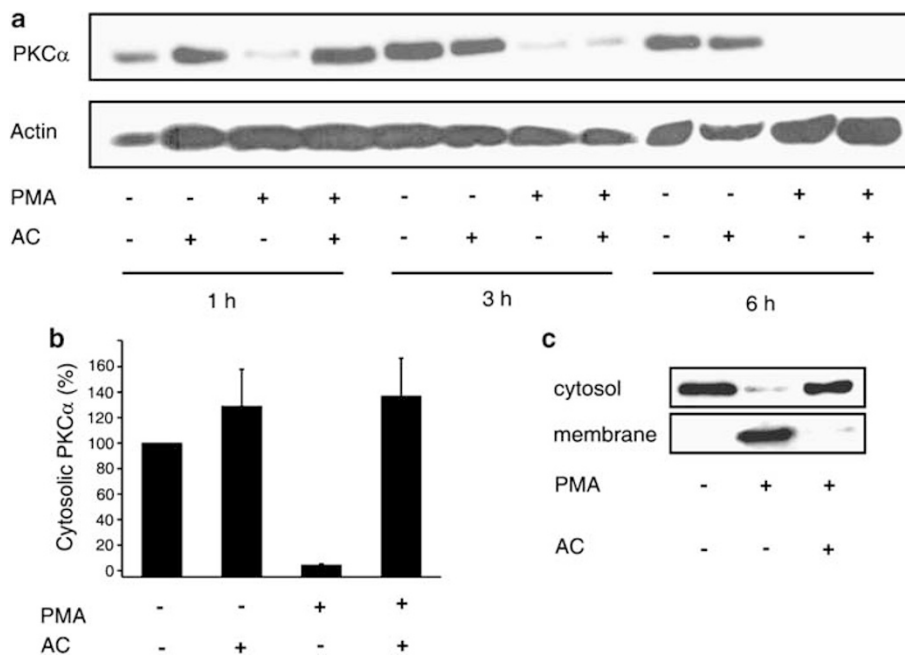 a
PKCα
Actin
PMA - - + + - - + + - - + +
AC - + - + - + - + - + - +
1 h 3 h 6 h
b
Cytosolic PKCα (%)
160
140
120
100
80
60
40
20
0
PMA - - + +
AC - + - +
c
cytosol
membrane
PMA - + +
AC - - +